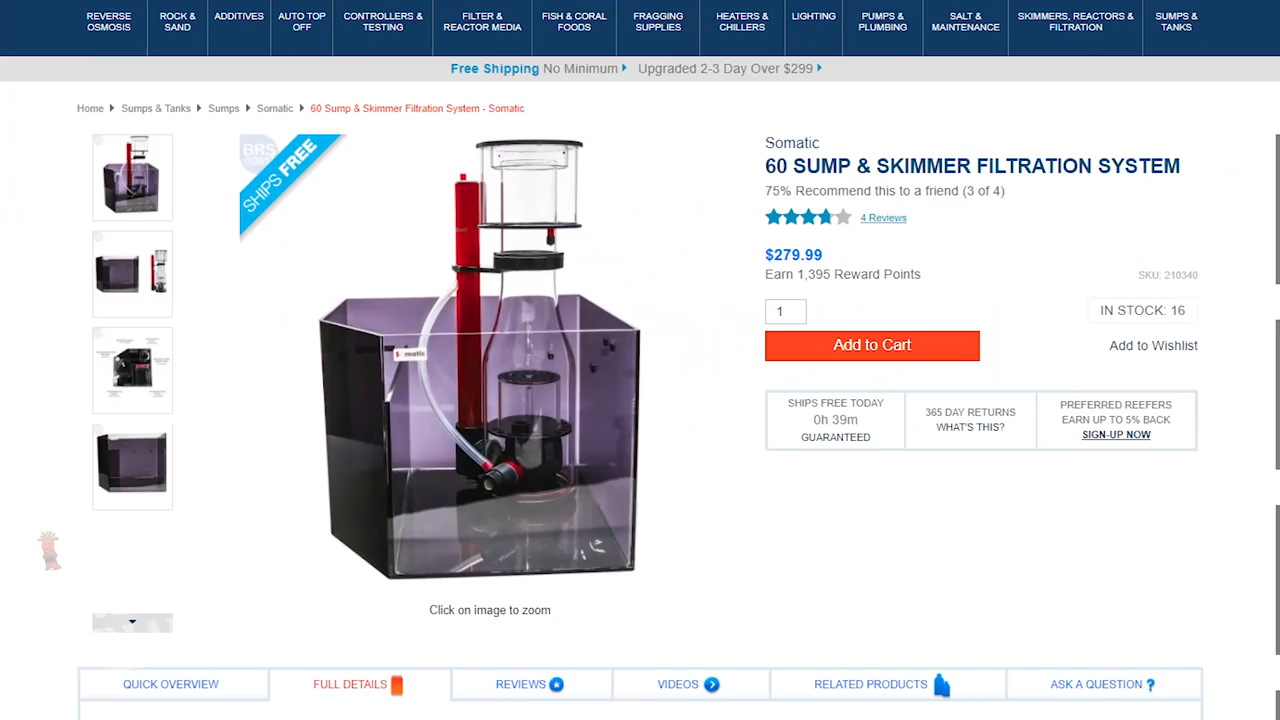 REVERSE
OSMOSIS
ROCK &
SAND
ADDITIVES
AUTO TOP
OFF
CONTROLLERS &
TESTING
FILTER &
REACTOR MEDIA
FISH & CORAL
FOODS
FRAGGING
SUPPLIES
HEATERS &
CHILLERS
LIGHTING
PUMPS &
PLUMBING
SALT &
MAINTENANCE
SKIMMERS, REACTORS &
FILTRATION
SUMPS &
TANKS
Free Shipping No Minimum Upgraded 2-3 Day Over $299
Home Sumps & Tanks Sumps Somatic 60 Sump & Skimmer Filtration System - Somatic
BRS
SHIPS FREE
Somatic
Click on image to zoom
Somatic
60 SUMP & SKIMMER FILTRATION SYSTEM
75% Recommend this to a friend (3 of 4)
4 Reviews
$279.99
Earn 1,395 Reward Points
SKU: 210340
1
IN STOCK: 16
Add to Cart
Add to Wishlist
SHIPS FREE TODAY
0h 39m
GUARANTEED
365 DAY RETURNS
WHAT'S THIS?
PREFERRED REEFERS
EARN UP TO 5% BACK
SIGN-UP NOW
QUICK OVERVIEW
FULL DETAILS
REVIEWS
VIDEOS
RELATED PRODUCTS
ASK A QUESTION ?